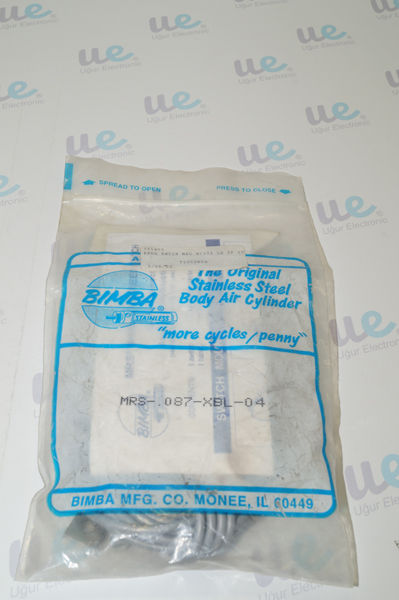 SPREAD TO OPEN
PRESS TO CLOSE
The Original
Stainless Steel
Body Air Cylinder
BIMBA
STAINLESS
"more cycles/penny"
MRS-.087-XBL-04
BIMBA MFG. CO. MONEE, IL 60449
ue.
Uğur Electronic